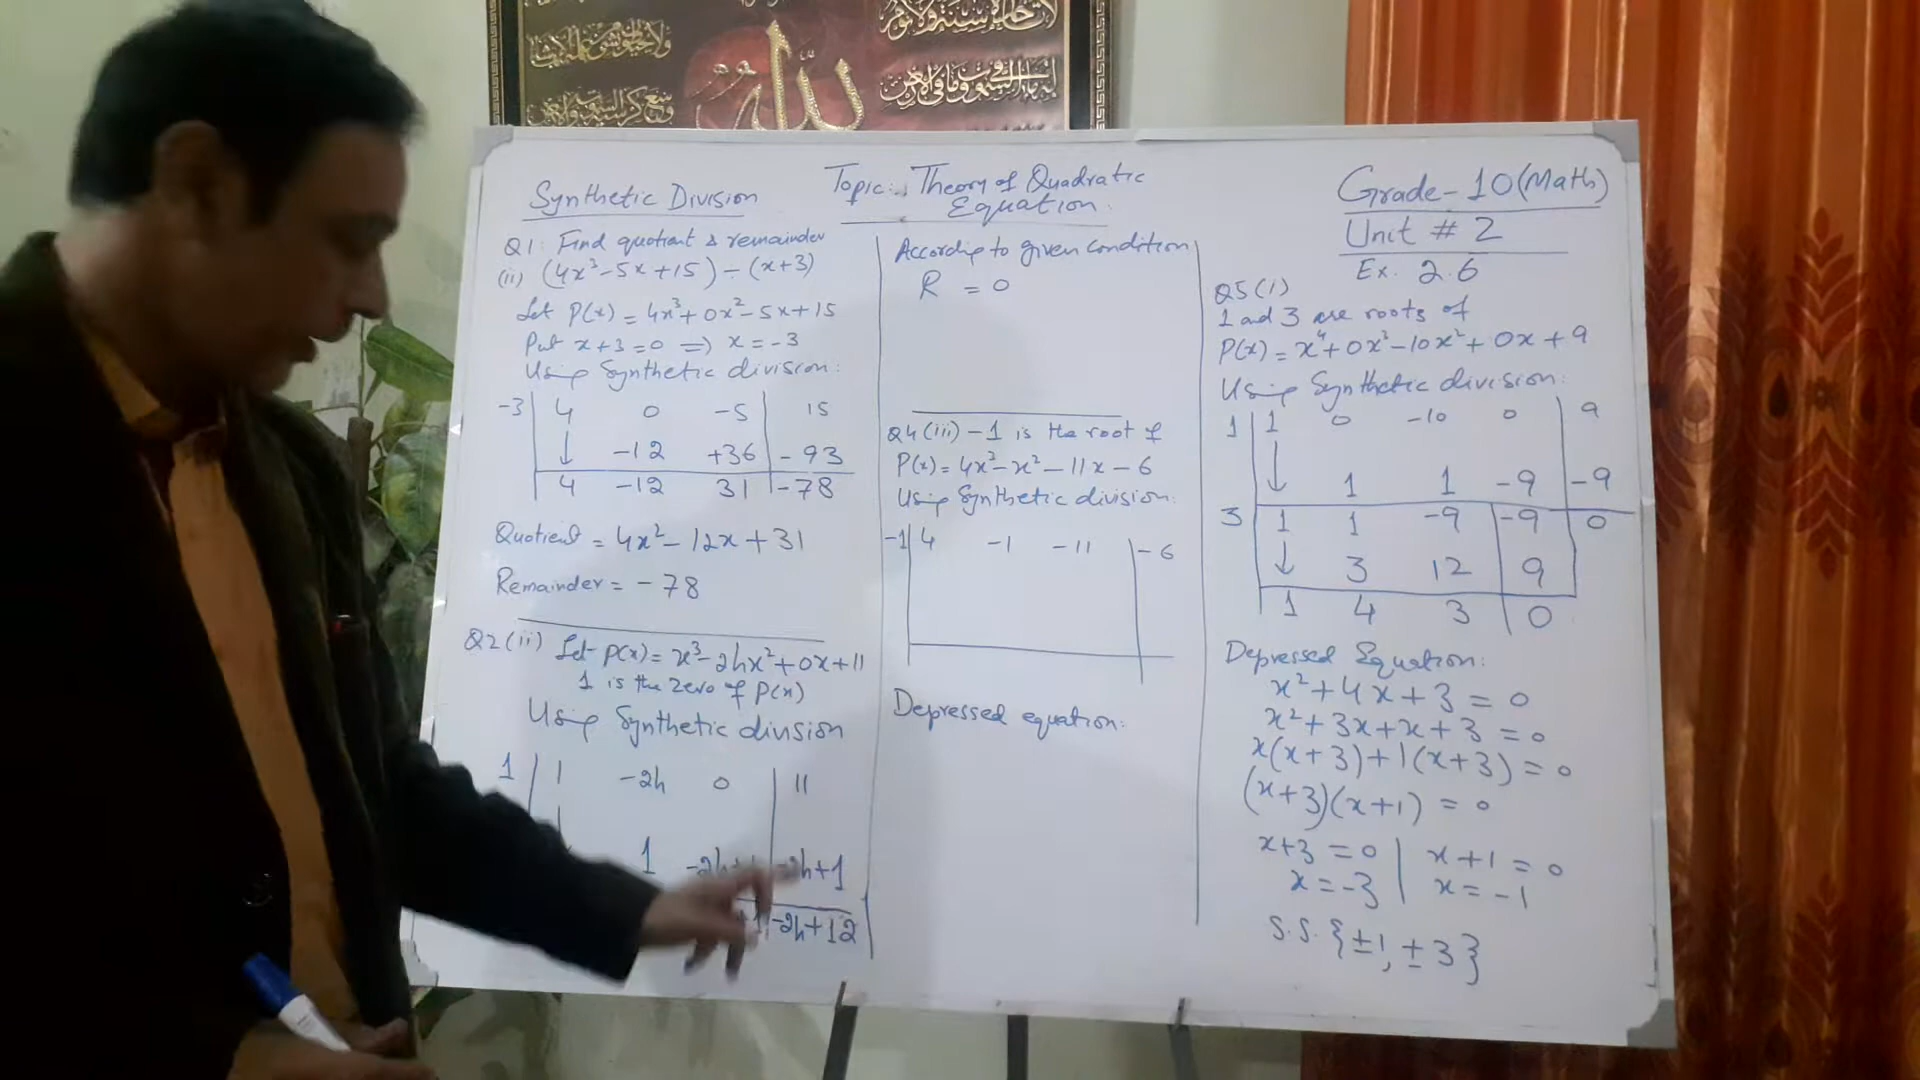 Synthetic Division
Topic: Theory of Quadratic
Equation.
Grade-10(Math)
Unit # 2
Ex. 2.6
Q1: Find quotient & remainder
(ii) (4x³-5x+15) ÷ (x+3)
Let P(x) = 4x³+0x²-5x+15
Put x+3=0 ⇒ x=-3
Using Synthetic division:
-3 | 4 0 -5 | 15
↓ -12 +36 | -93
4 -12 31 | -78
Quotient = 4x²-12x+31
Remainder = -78
Q2(ii) Let P(x)= x³-2hx²+0x+11
1 is the zero of P(x)
Using Synthetic division
1 | 1 -2h 0 | 11
1 -2h+1 -2h+1
+1 | -2h+12
According to given condition
R = 0
Q4(iii) -1 is the root of
P(x)= 4x³-x²-11x-6
Using Synthetic division:
-1 | 4 -1 -11 | -6
Depressed equation:
Q5(i)
1 and 3 are roots of
P(x) = x⁴+0x³-10x²+0x+9
Using Synthetic division:
1 | 1 0 -10 0 | 9
↓ 1 1 -9 | -9
3 | 1 1 -9 | -9 | 0
↓ 3 12 | 9
1 4 3 | 0
Depressed Equation:
x²+4x+3=0
x²+3x+x+3=0
x(x+3)+1(x+3)=0
(x+3)(x+1)=0
x+3=0 | x+1=0
x=-3 | x=-1
S.S. {±1, ±3}